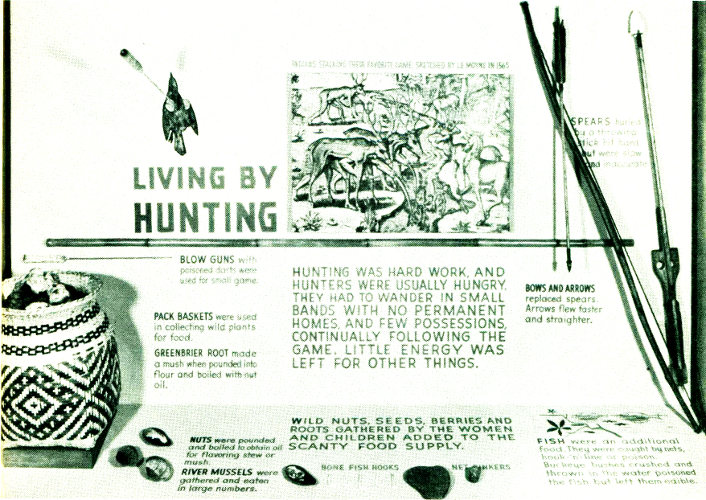 INDIANS STALKING THEIR FAVORITE GAME, SKETCHED BY LE MOYNE IN 1565
LIVING BY
HUNTING
SPEARS hurled
by a throwing
stick hit hard
but were slow
and inaccurate
BLOW GUNS with
poisoned darts were
used for small game.
PACK BASKETS were used
in collecting wild plants
for food.
GREENBRIER ROOT made
a mush when pounded into
flour and boiled with nut
oil.
HUNTING WAS HARD WORK, AND
HUNTERS WERE USUALLY HUNGRY.
THEY HAD TO WANDER IN SMALL
BANDS WITH NO PERMANENT
HOMES, AND FEW POSSESSIONS,
CONTINUALLY FOLLOWING THE
GAME. LITTLE ENERGY WAS
LEFT FOR OTHER THINGS.
BOWS AND ARROWS
replaced spears.
Arrows flew faster
and straighter.
WILD NUTS, SEEDS, BERRIES AND
ROOTS GATHERED BY THE WOMEN
AND CHILDREN ADDED TO THE
SCANTY FOOD SUPPLY.
NUTS were pounded
and boiled to obtain oil
for flavoring stew or
mush.
RIVER MUSSELS were
gathered and eaten
in large numbers.
BONE FISH HOOKS
NET SINKERS
FISH were an additional
food. They were caught by nets,
hook 'n line or poison.
Buckeye crushed and
thrown in the water poisoned
the fish but left them edible.